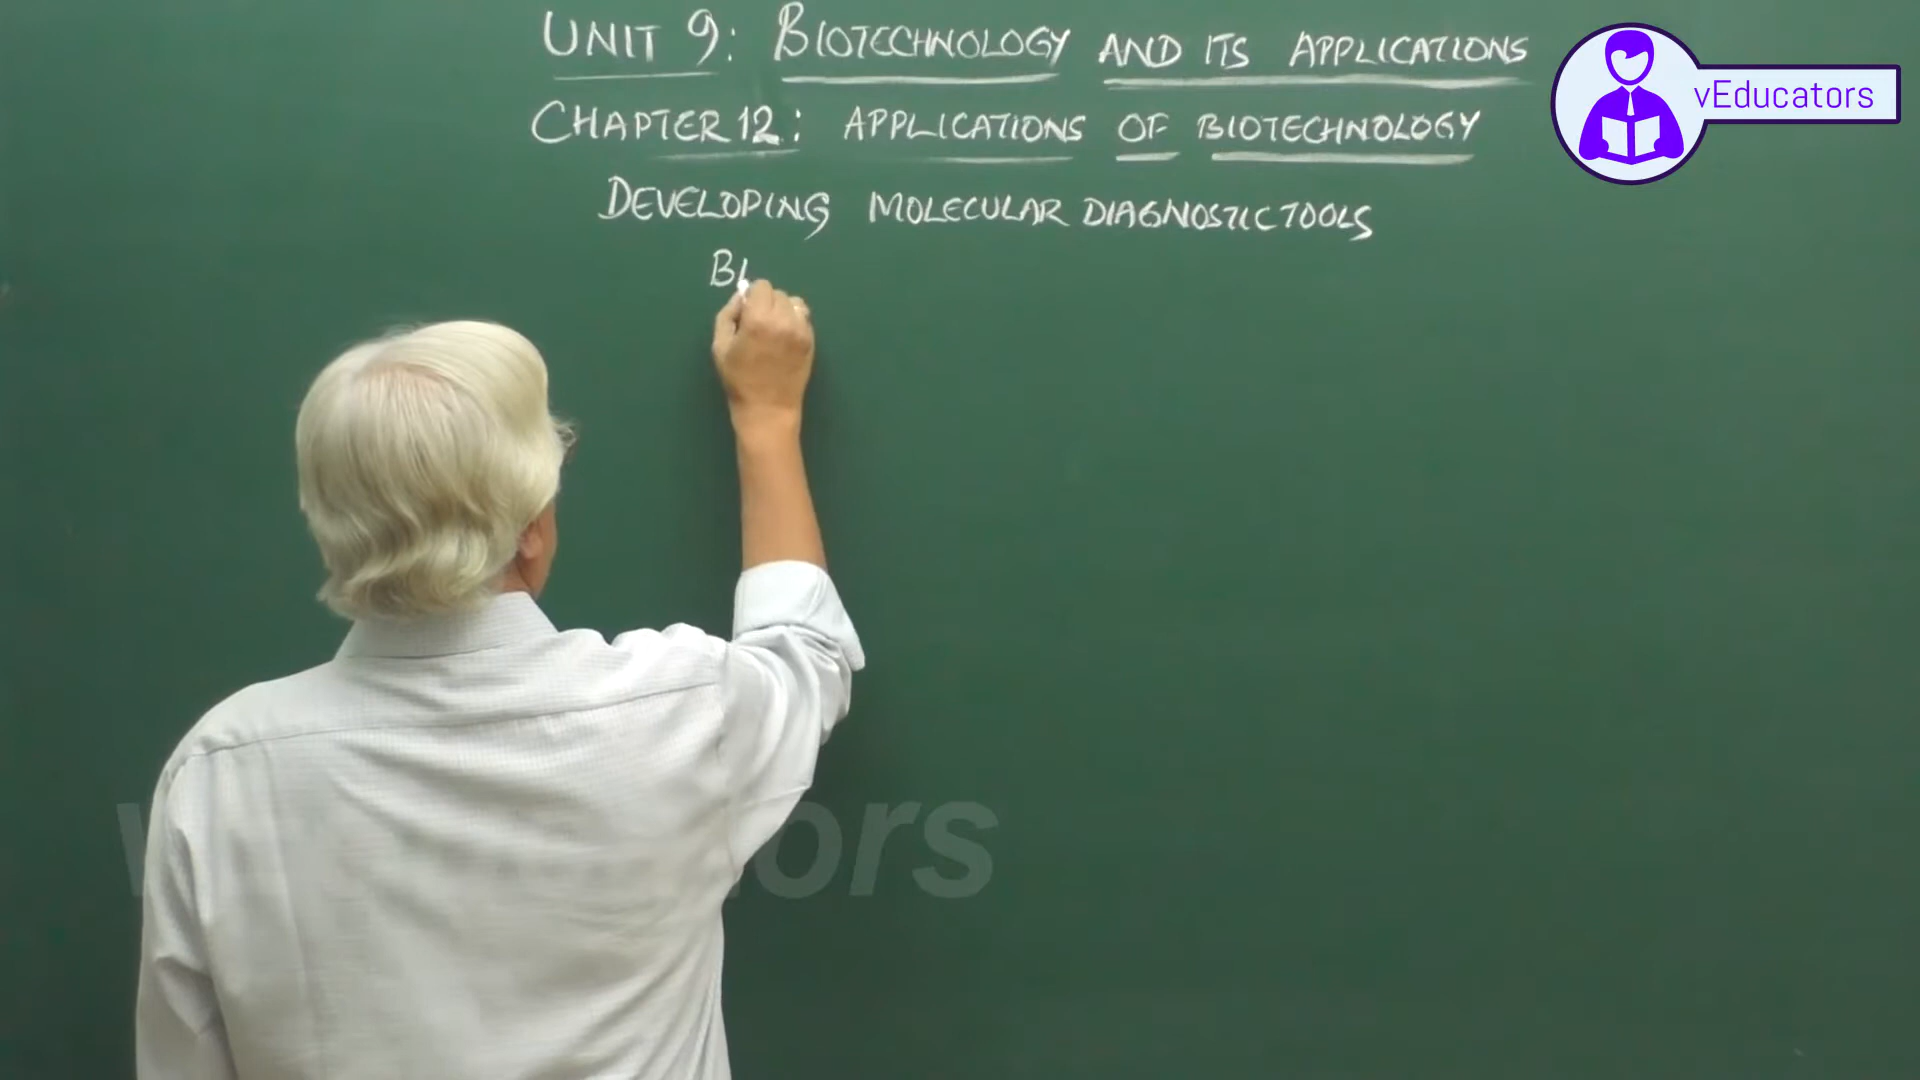 UNIT 9: BIOTECHNOLOGY AND ITS APPLICATIONS
vEducators
CHAPTER 12: APPLICATIONS OF BIOTECHNOLOGY
DEVELOPING MOLECULAR DIAGNOSTIC TOOLS